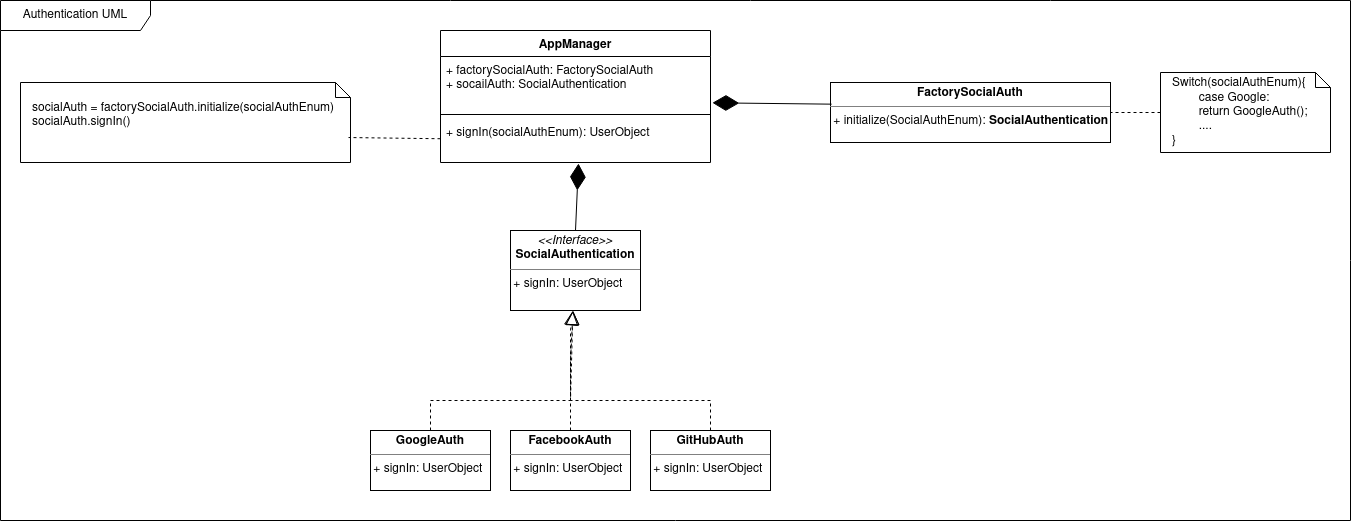 Authentication UML
AppManager
+ factorySocialAuth: FactorySocialAuth
+ socailAuth: SocialAuthentication
+ signIn(socialAuthEnum): UserObject
socialAuth = factorySocialAuth.initialize(socialAuthEnum)
socialAuth.signIn()
FactorySocialAuth
+ initialize(SocialAuthEnum): SocialAuthentication
Switch(socialAuthEnum){
case Google:
return GoogleAuth();
....
}
<<Interface>>
SocialAuthentication
+ signIn: UserObject
GoogleAuth
+ signIn: UserObject
FacebookAuth
+ signIn: UserObject
GitHubAuth
+ signIn: UserObject